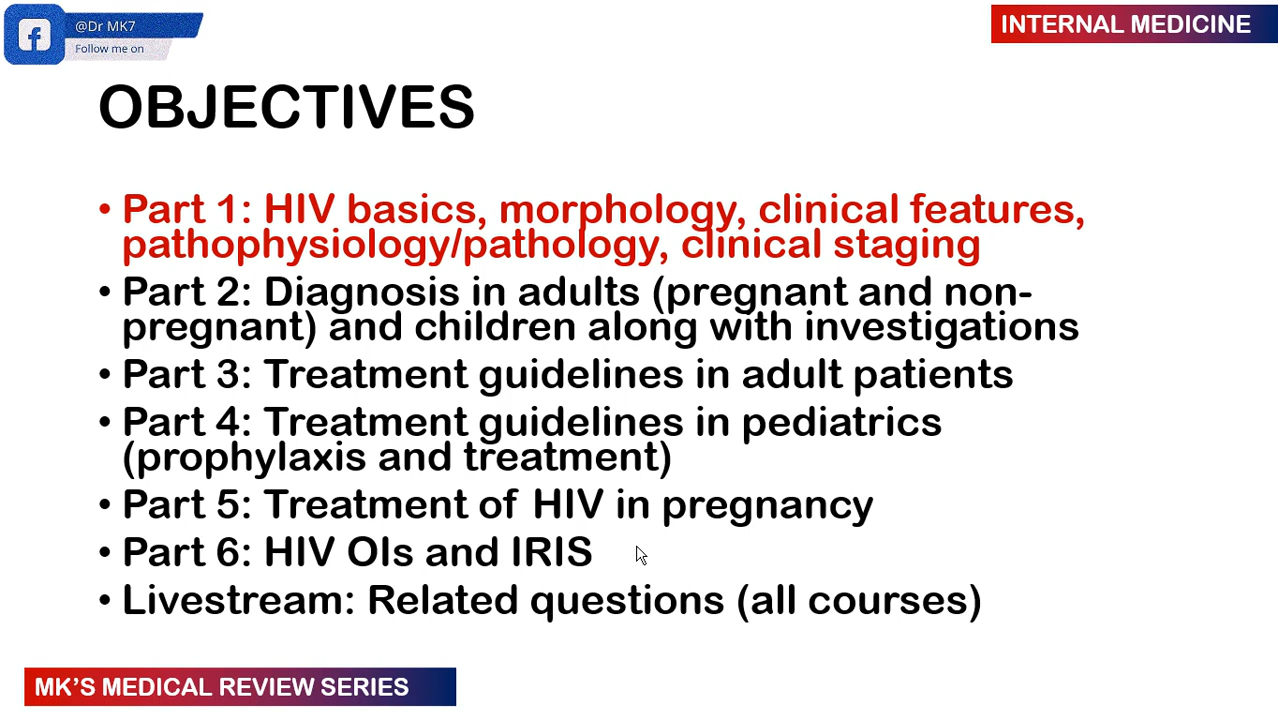 @Dr MK7
Follow me on
INTERNAL MEDICINE
OBJECTIVES
• Part 1: HIV basics, morphology, clinical features,
pathophysiology/pathology, clinical staging
• Part 2: Diagnosis in adults (pregnant and non-
pregnant) and children along with investigations
• Part 3: Treatment guidelines in adult patients
• Part 4: Treatment guidelines in pediatrics
(prophylaxis and treatment)
• Part 5: Treatment of HIV in pregnancy
• Part 6: HIV OIs and IRIS
• Livestream: Related questions (all courses)
MK'S MEDICAL REVIEW SERIES